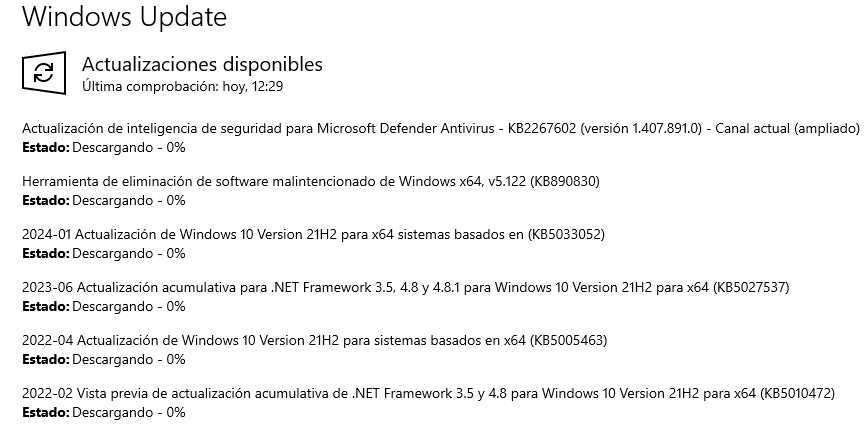 Windows Update
Actualizaciones disponibles
Última comprobación: hoy, 12:29
Actualización de inteligencia de seguridad para Microsoft Defender Antivirus - KB2267602 (versión 1.407.891.0) - Canal actual (ampliado)
Estado: Descargando - 0%
Herramienta de eliminación de software malintencionado de Windows x64, v5.122 (KB890830)
Estado: Descargando - 0%
2024-01 Actualización de Windows 10 Version 21H2 para x64 sistemas basados en (KB5033052)
Estado: Descargando - 0%
2023-06 Actualización acumulativa para .NET Framework 3.5, 4.8 y 4.8.1 para Windows 10 Version 21H2 para x64 (KB5027537)
Estado: Descargando - 0%
2022-04 Actualización de Windows 10 Version 21H2 para sistemas basados en x64 (KB5005463)
Estado: Descargando - 0%
2022-02 Vista previa de actualización acumulativa de .NET Framework 3.5 y 4.8 para Windows 10 Version 21H2 para x64 (KB5010472)
Estado: Descargando - 0%